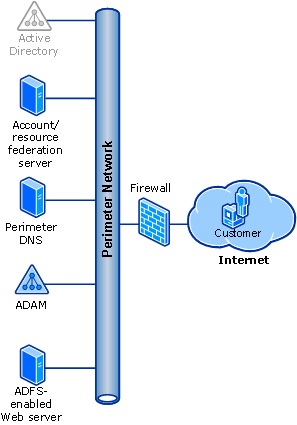 Active
Directory
Account/
resource
federation
server
Perimeter
DNS
ADAM
ADFS-
enabled
Web server
Perimeter Network
Firewall
Customer
Internet